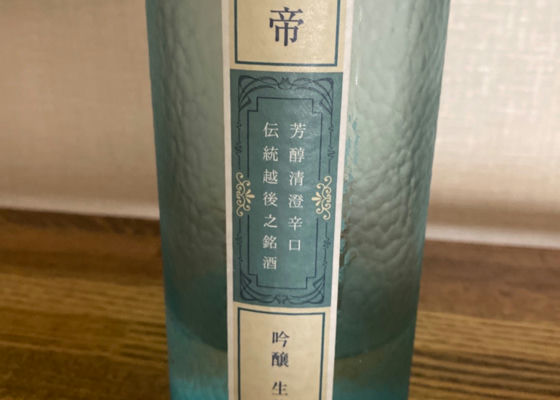 帝
芳醇清澄辛口
伝統越後之銘酒
吟醸 生